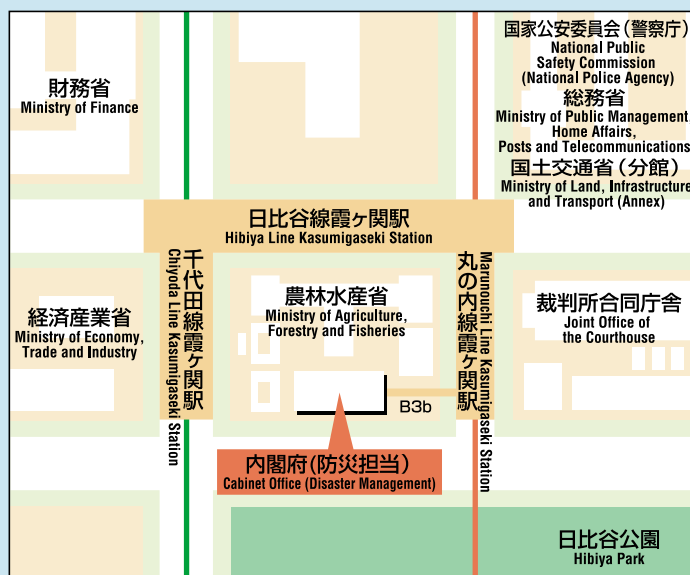 国家公安委員会（警察庁）
National Public
Safety Commission
(National Police Agency)
総務省
Ministry of Public Management,
Home Affairs,
Posts and Telecommunications
国土交通省（分館）
Ministry of Land, Infrastructure
and Transport (Annex)
財務省
Ministry of Finance
日比谷線霞ヶ関駅
Hibiya Line Kasumigaseki Station
千代田線霞ヶ関駅
Chiyoda Line Kasumigaseki Station
丸の内線霞ヶ関駅
Marunouchi Line Kasumigaseki Station
経済産業省
Ministry of Economy,
Trade and Industry
農林水産省
Ministry of Agriculture,
Forestry and Fisheries
裁判所合同庁舎
Joint Office of
the Courthouse
B3b
内閣府(防災担当)
Cabinet Office (Disaster Management)
日比谷公園
Hibiya Park